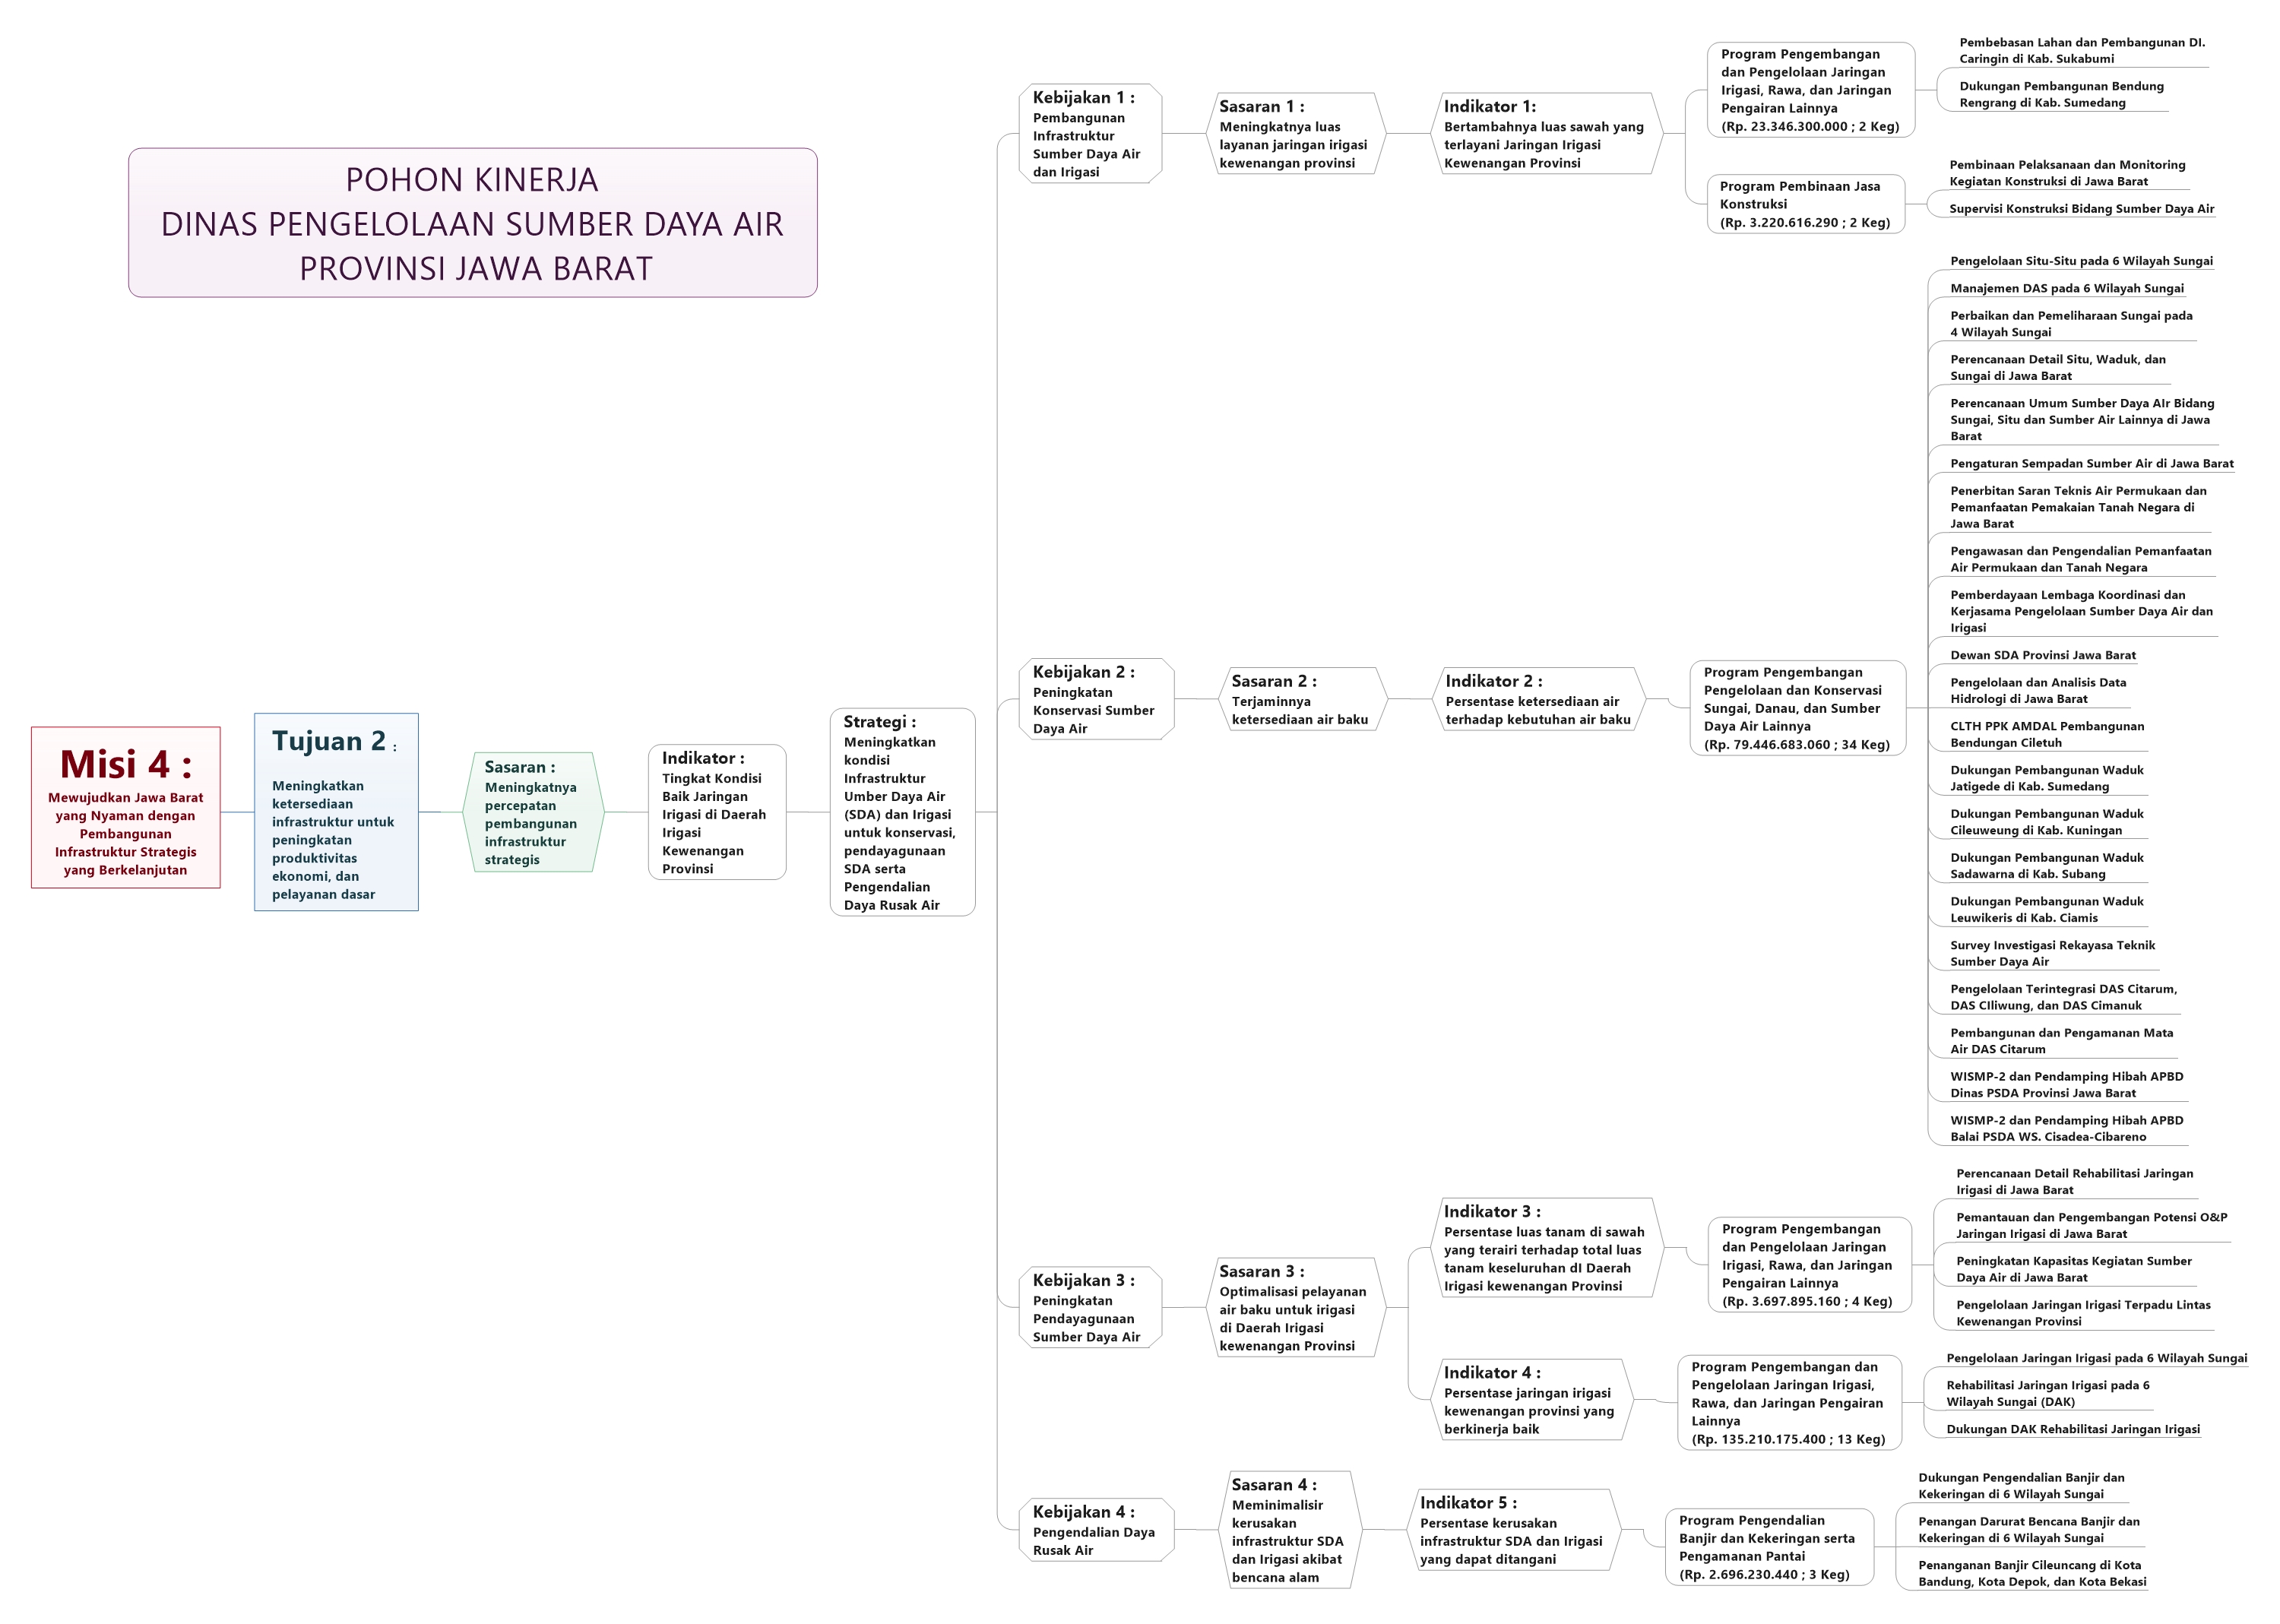 POHON KINERJA
DINAS PENGELOLAAN SUMBER DAYA AIR
PROVINSI JAWA BARAT
Misi 4 :
Mewujudkan Jawa Barat
yang Nyaman dengan
Pembangunan
Infrastruktur Strategis
yang Berkelanjutan
Tujuan 2 :
Meningkatkan
ketersediaan
infrastruktur untuk
peningkatan
produktivitas
ekonomi, dan
pelayanan dasar
Sasaran :
Meningkatnya
percepatan
pembangunan
infrastruktur
strategis
Indikator :
Tingkat Kondisi
Baik Jaringan
Irigasi di Daerah
Irigasi
Kewenangan
Provinsi
Strategi :
Meningkatkan
kondisi
Infrastruktur
Umber Daya Air
(SDA) dan Irigasi
untuk konservasi,
pendayagunaan
SDA serta
Pengendalian
Daya Rusak Air
Kebijakan 1 :
Pembangunan
Infrastruktur
Sumber Daya Air
dan Irigasi
Sasaran 1 :
Meningkatnya luas
layanan jaringan irigasi
kewenangan provinsi
Indikator 1:
Bertambahnya luas sawah yang
terlayani Jaringan Irigasi
Kewenangan Provinsi
Program Pengembangan
dan Pengelolaan Jaringan
Irigasi, Rawa, dan Jaringan
Pengairan Lainnya
(Rp. 23.346.300.000 ; 2 Keg)
Pembebasan Lahan dan Pembangunan DI.
Caringin di Kab. Sukabumi
Dukungan Pembangunan Bendung
Rengrang di Kab. Sumedang
Program Pembinaan Jasa
Konstruksi
(Rp. 3.220.616.290 ; 2 Keg)
Pembinaan Pelaksanaan dan Monitoring
Kegiatan Konstruksi di Jawa Barat
Supervisi Konstruksi Bidang Sumber Daya Air
Kebijakan 2 :
Peningkatan
Konservasi Sumber
Daya Air
Sasaran 2 :
Terjaminnya
ketersediaan air baku
Indikator 2 :
Persentase ketersediaan air
terhadap kebutuhan air baku
Program Pengembangan
Pengelolaan dan Konservasi
Sungai, Danau, dan Sumber
Daya Air Lainnya
(Rp. 79.446.683.060 ; 34 Keg)
Pengelolaan Situ-Situ pada 6 Wilayah Sungai
Manajemen DAS pada 6 Wilayah Sungai
Perbaikan dan Pemeliharaan Sungai pada
4 Wilayah Sungai
Perencanaan Detail Situ, Waduk, dan
Sungai di Jawa Barat
Perencanaan Umum Sumber Daya AIr Bidang
Sungai, Situ dan Sumber Air Lainnya di Jawa
Barat
Pengaturan Sempadan Sumber Air di Jawa Barat
Penerbitan Saran Teknis Air Permukaan dan
Pemanfaatan Pemakaian Tanah Negara di
Jawa Barat
Pengawasan dan Pengendalian Pemanfaatan
Air Permukaan dan Tanah Negara
Pemberdayaan Lembaga Koordinasi dan
Kerjasama Pengelolaan Sumber Daya Air dan
Irigasi
Dewan SDA Provinsi Jawa Barat
Pengelolaan dan Analisis Data
Hidrologi di Jawa Barat
CLTH PPK AMDAL Pembangunan
Bendungan Ciletuh
Dukungan Pembangunan Waduk
Jatigede di Kab. Sumedang
Dukungan Pembangunan Waduk
Cileuweung di Kab. Kuningan
Dukungan Pembangunan Waduk
Sadawarna di Kab. Subang
Dukungan Pembangunan Waduk
Leuwikeris di Kab. Ciamis
Survey Investigasi Rekayasa Teknik
Sumber Daya Air
Pengelolaan Terintegrasi DAS Citarum,
DAS CIliwung, dan DAS Cimanuk
Pembangunan dan Pengamanan Mata
Air DAS Citarum
WISMP-2 dan Pendamping Hibah APBD
Dinas PSDA Provinsi Jawa Barat
WISMP-2 dan Pendamping Hibah APBD
Balai PSDA WS. Cisadea-Cibareno
Kebijakan 3 :
Peningkatan
Pendayagunaan
Sumber Daya Air
Sasaran 3 :
Optimalisasi pelayanan
air baku untuk irigasi
di Daerah Irigasi
kewenangan Provinsi
Indikator 3 :
Persentase luas tanam di sawah
yang terairi terhadap total luas
tanam keseluruhan dI Daerah
Irigasi kewenangan Provinsi
Program Pengembangan
dan Pengelolaan Jaringan
Irigasi, Rawa, dan Jaringan
Pengairan Lainnya
(Rp. 3.697.895.160 ; 4 Keg)
Perencanaan Detail Rehabilitasi Jaringan
Irigasi di Jawa Barat
Pemantauan dan Pengembangan Potensi O&P
Jaringan Irigasi di Jawa Barat
Peningkatan Kapasitas Kegiatan Sumber
Daya Air di Jawa Barat
Pengelolaan Jaringan Irigasi Terpadu Lintas
Kewenangan Provinsi
Indikator 4 :
Persentase jaringan irigasi
kewenangan provinsi yang
berkinerja baik
Program Pengembangan dan
Pengelolaan Jaringan Irigasi,
Rawa, dan Jaringan Pengairan
Lainnya
(Rp. 135.210.175.400 ; 13 Keg)
Pengelolaan Jaringan Irigasi pada 6 Wilayah Sungai
Rehabilitasi Jaringan Irigasi pada 6
Wilayah Sungai (DAK)
Dukungan DAK Rehabilitasi Jaringan Irigasi
Kebijakan 4 :
Pengendalian Daya
Rusak Air
Sasaran 4 :
Meminimalisir
kerusakan
infrastruktur SDA
dan Irigasi akibat
bencana alam
Indikator 5 :
Persentase kerusakan
infrastruktur SDA dan Irigasi
yang dapat ditangani
Program Pengendalian
Banjir dan Kekeringan serta
Pengamanan Pantai
(Rp. 2.696.230.440 ; 3 Keg)
Dukungan Pengendalian Banjir dan
Kekeringan di 6 Wilayah Sungai
Penangan Darurat Bencana Banjir dan
Kekeringan di 6 Wilayah Sungai
Penanganan Banjir Cileuncang di Kota
Bandung, Kota Depok, dan Kota Bekasi